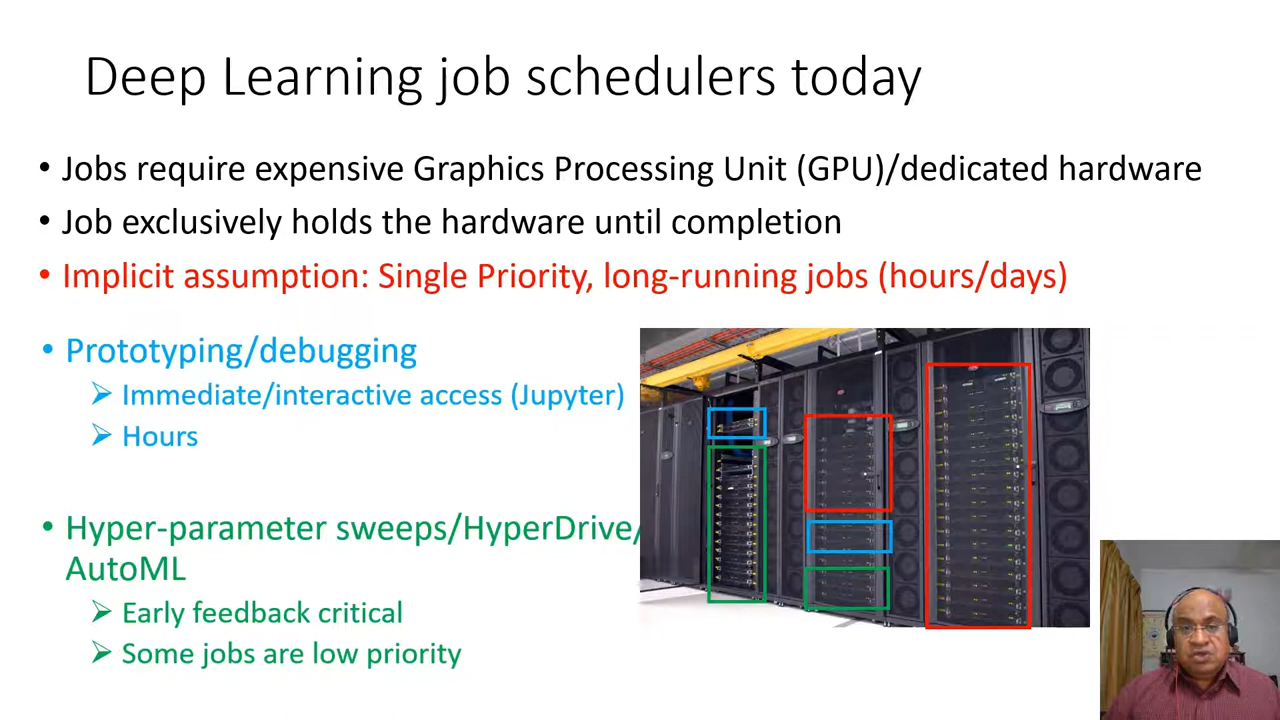 Deep Learning job schedulers today
• Jobs require expensive Graphics Processing Unit (GPU)/dedicated hardware
• Job exclusively holds the hardware until completion
• Implicit assumption: Single Priority, long-running jobs (hours/days)
• Prototyping/debugging
➢ Immediate/interactive access (Jupyter)
➢ Hours
• Hyper-parameter sweeps/HyperDrive/
AutoML
➢ Early feedback critical
➢ Some jobs are low priority